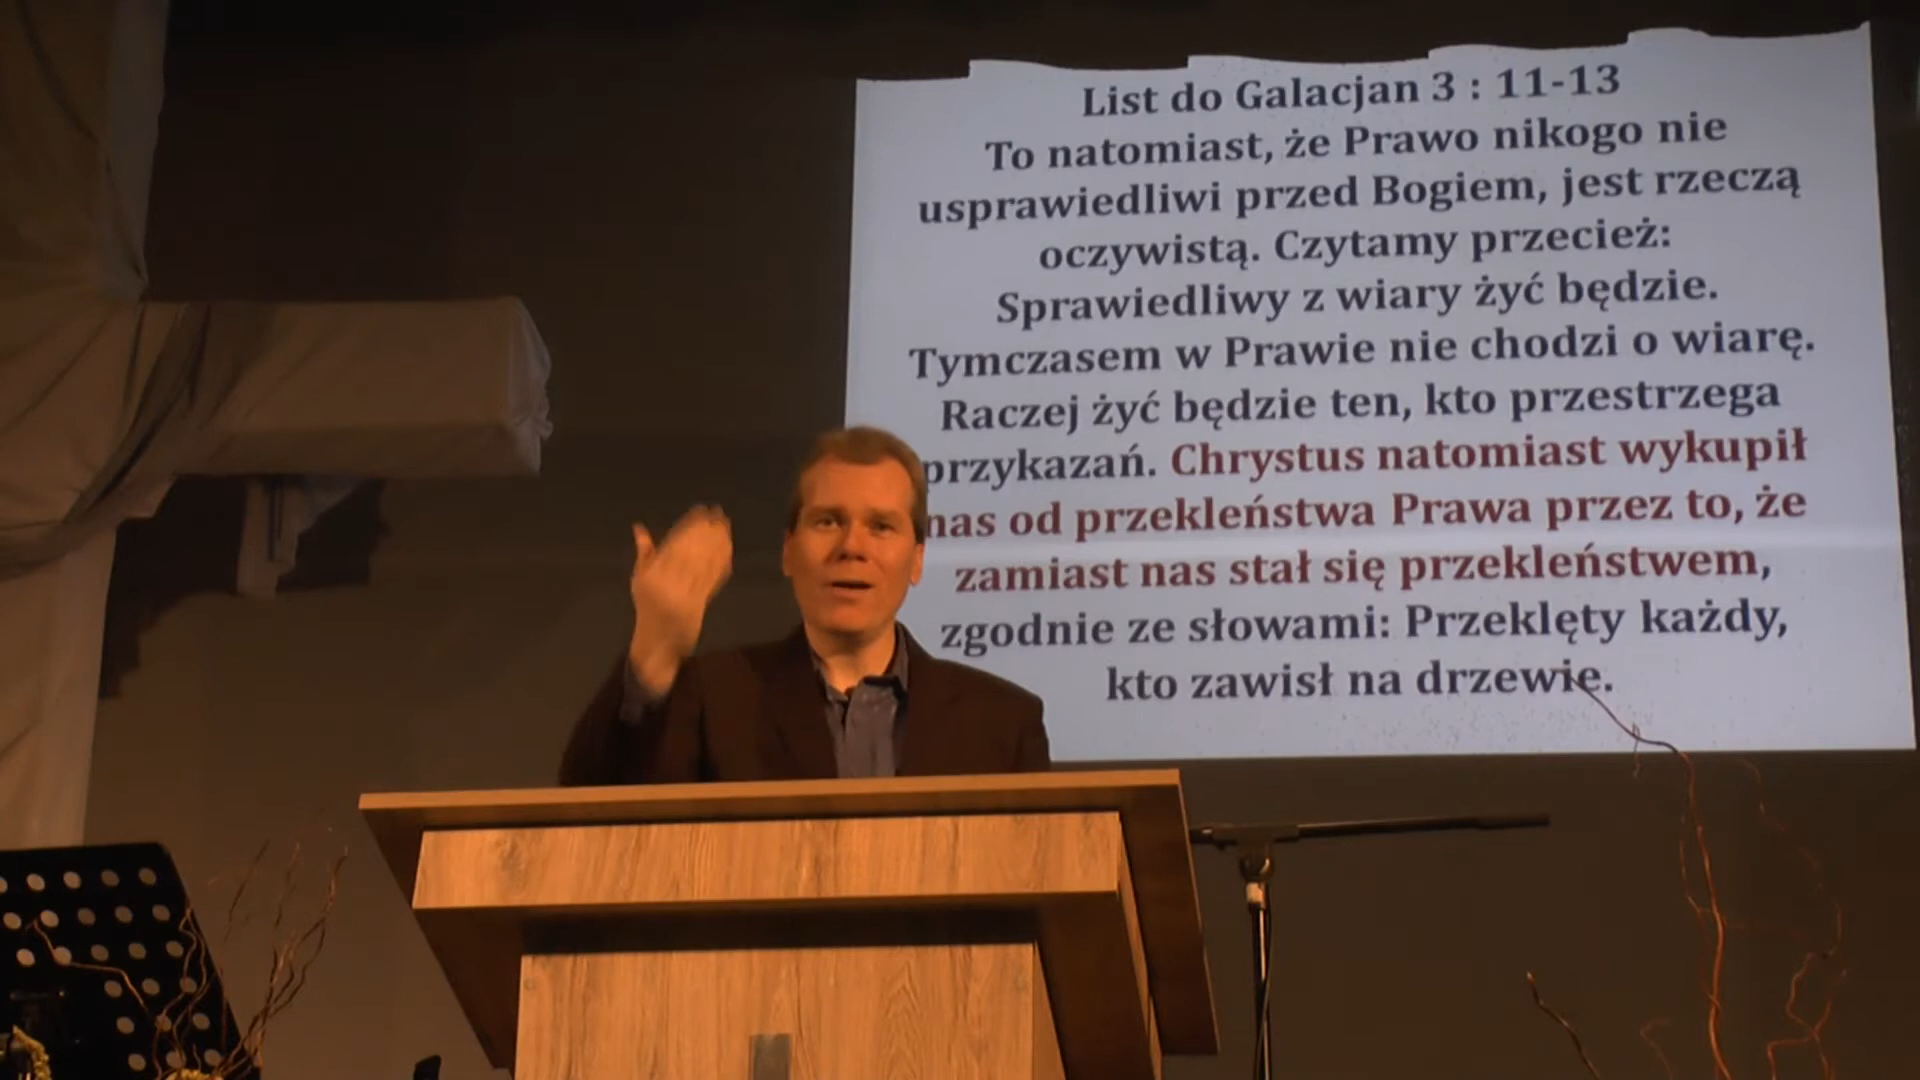 List do Galacjan 3 : 11-13
To natomiast, że Prawo nikogo nie
usprawiedliwi przed Bogiem, jest rzeczą
oczywistą. Czytamy przecież:
Sprawiedliwy z wiary żyć będzie.
Tymczasem w Prawie nie chodzi o wiarę.
Raczej żyć będzie ten, kto przestrzega
przykazań. Chrystus natomiast wykupił
nas od przekleństwa Prawa przez to, że
zamiast nas stał się przekleństwem,
zgodnie ze słowami: Przeklęty każdy,
kto zawisł na drzewie.